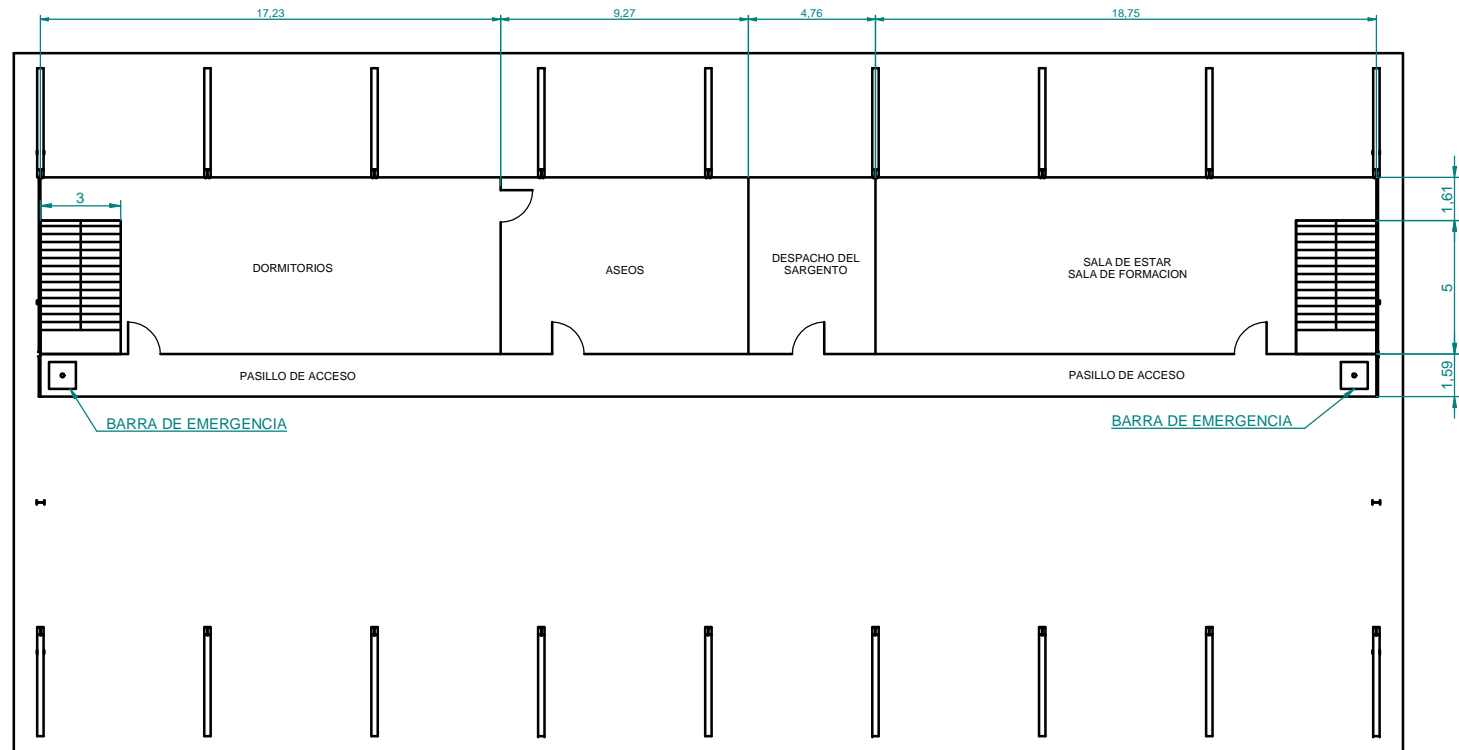 17,23
9,27
4,76
18,75
1,61
3
DORMITORIOS
ASEOS
DESPACHO DEL
SARGENTO
SALA DE ESTAR
SALA DE FORMACION
5
PASILLO DE ACCESO
PASILLO DE ACCESO
1,59
BARRA DE EMERGENCIA
BARRA DE EMERGENCIA